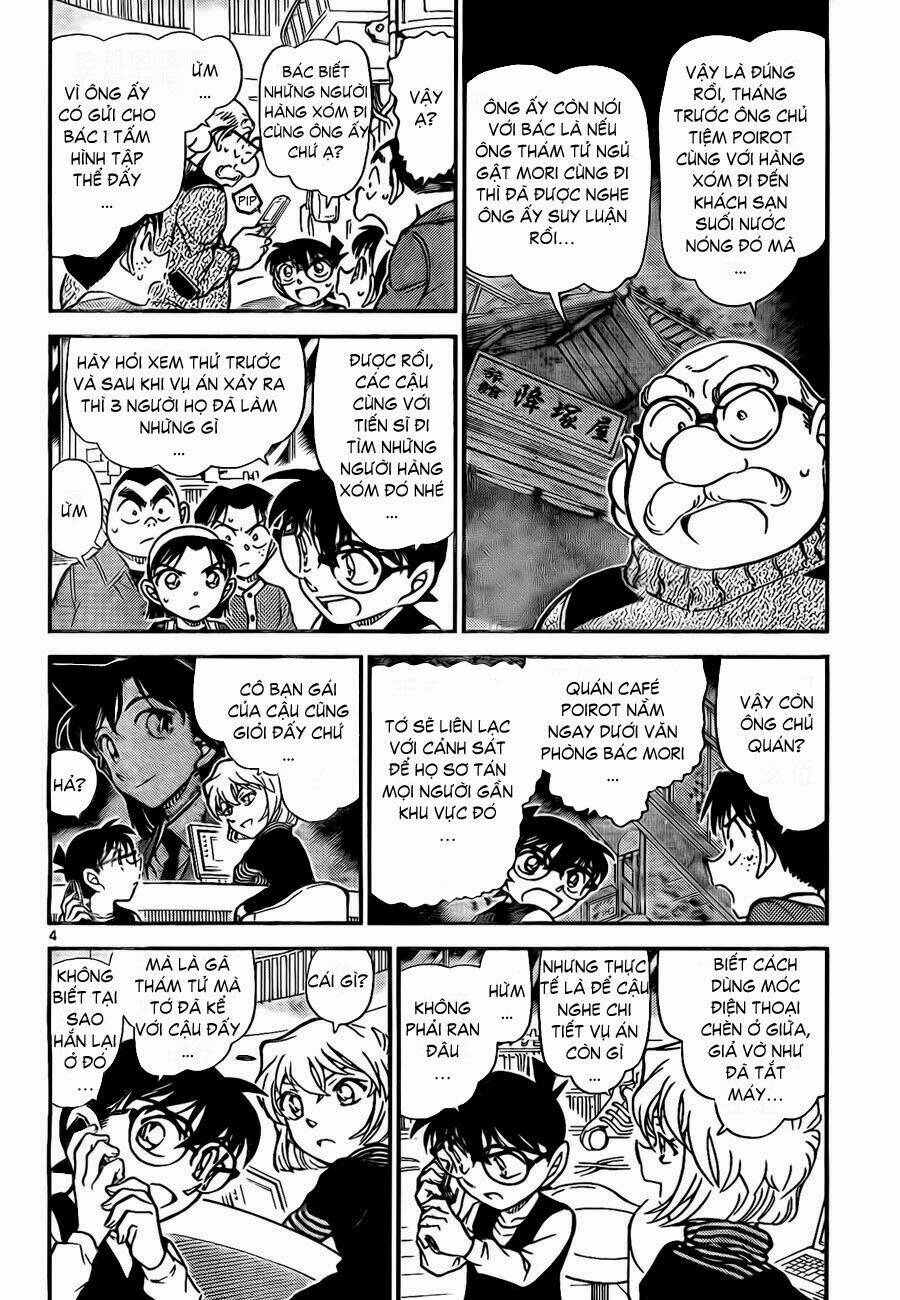 VẬY LÀ ĐÚNG
RỒI, THÁNG
TRƯỚC ÔNG CHỦ
TIỆM POIROT
CÙNG VỚI HÀNG
XÓM ĐI ĐẾN
KHÁCH SẠN
SUỐI NƯỚC
NÓNG ĐÓ MÀ
...
ÔNG ẤY CÒN NÓI
VỚI BÁC LÀ NẾU
ÔNG THÁM TỬ NGỦ
GẬT MORI CÙNG ĐI
THÌ ĐÃ ĐƯỢC NGHE
ÔNG ẤY SUY LUẬN
RỒI...
旅館 降塚屋
VẬY
Ạ?
BÁC BIẾT
NHỮNG NGƯỜI
HÀNG XÓM ĐI
CÙNG ÔNG ẤY
CHỨ Ạ?
ỪM
...
VÌ ÔNG ẤY
CÓ GỬI CHO
BÁC 1 TẤM
HÌNH TẬP
THỂ ĐẤY
...
PIP
ĐƯỢC RỒI,
CÁC CẬU
CÙNG VỚI
TIẾN SĨ ĐI
TÌM NHỮNG
NGƯỜI HÀNG
XÓM ĐÓ NHÉ
...
HÃY HỎI XEM THỬ TRƯỚC
VÀ SAU KHI VỤ ÁN XẢY RA
THÌ 3 NGƯỜI HỌ ĐÃ LÀM
NHỮNG GÌ
...
ỪM
VẬY CÒN
ÔNG CHỦ
QUÁN?
QUÁN CAFÉ
POIROT NẰM
NGAY DƯỚI VĂN
PHÒNG BÁC MORI
...
TỚ SẼ LIÊN LẠC
VỚI CẢNH SÁT
ĐỂ HỌ SƠ TÁN
MỌI NGƯỜI GẦN
KHU VỰC ĐÓ
...
CÔ BẠN GÁI
CỦA CẬU CŨNG
GIỎI ĐẤY CHỨ
...
HẢ?
4
BIẾT CÁCH
DÙNG MÓC
ĐIỆN THOẠI
CHÈN Ở GIỮA,
GIẢ VỜ NHƯ
ĐÃ TẮT
MÁY...
NHƯNG THỰC
TẾ LÀ ĐỂ CẬU
NGHE CHI
TIẾT VỤ ÁN
CÒN GÌ
...
HỪM
...
KHÔNG
PHẢI RAN
ĐÂU
...
CÁI GÌ?
MÀ LÀ GÃ
THÁM TỬ MÀ
TỚ ĐÃ KỂ
VỚI CẬU ĐẤY
...
KHÔNG
BIẾT TẠI
SAO
HẮN LẠI Ở
ĐÓ
...